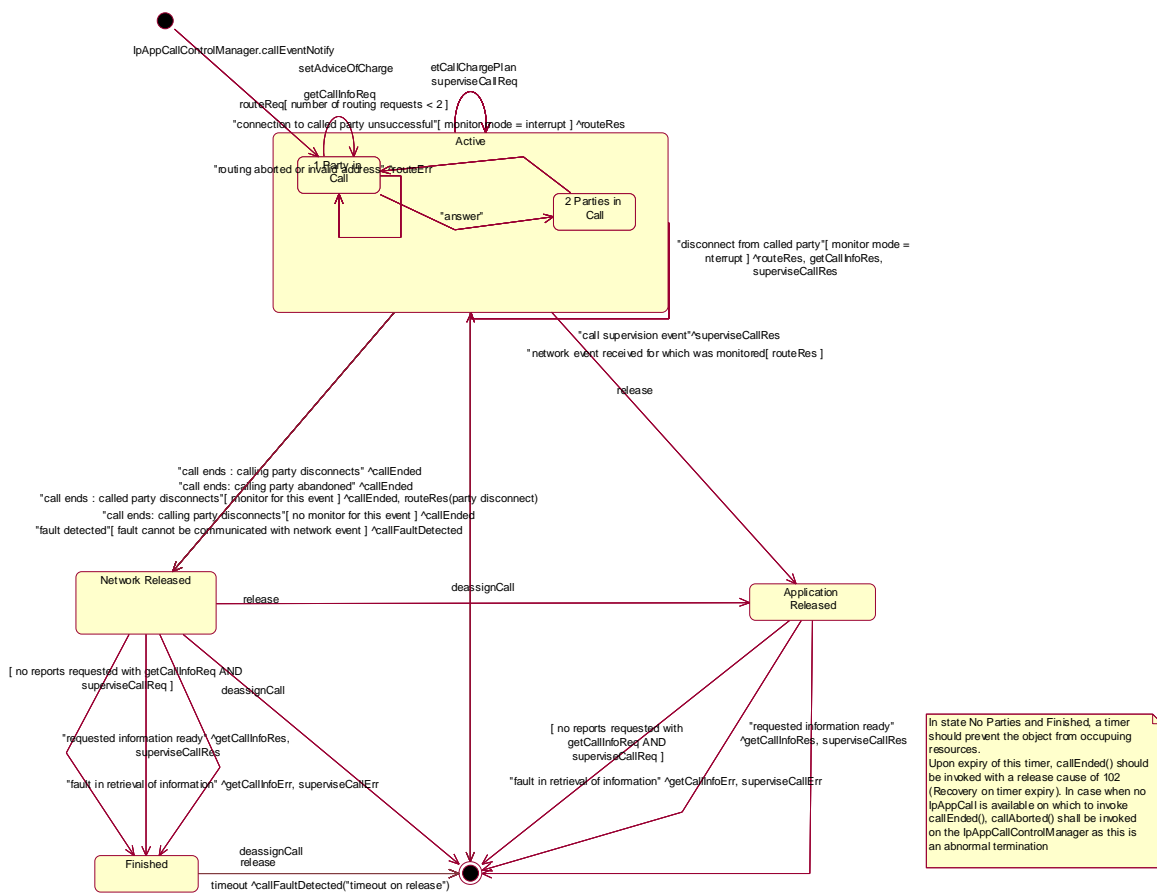 IpAppCallControlManager.callEventNotify
setAdviceOfCharge
etCallChargePlan
superviseCallReq
getCallInfoReq
routeReq[ number of routing requests < 2 ]
"connection to called party unsuccessful"[ monitor mode = interrupt ] ^routeRes
Active
1 Party in
Call
"routing aborted or invalid address" ^routeErr
2 Parties in
Call
"answer"
"disconnect from called party"[ monitor mode =
nterrupt ] ^routeRes, getCallInfoRes,
superviseCallRes
"call supervision event"^superviseCallRes
"network event received for which was monitored[ routeRes ]
release
"call ends : calling party disconnects" ^callEnded
"call ends: calling party abandoned" ^callEnded
"call ends : called party disconnects"[ monitor for this event ] ^callEnded, routeRes(party disconnect)
"call ends: calling party disconnects"[ no monitor for this event ] ^callEnded
"fault detected"[ fault cannot be communicated with network event ] ^callFaultDetected
Network Released
release
deassignCall
Application
Released
[ no reports requested with getCallInfoReq AND
superviseCallReq ]
deassignCall
"requested information ready" ^getCallInfoRes,
superviseCallRes
"fault in retrieval of information" ^getCallInfoErr, superviseCallErr
[ no reports requested with
getCallInfoReq AND
superviseCallReq ]
"requested information ready"
^getCallInfoRes, superviseCallRes
"fault in retrieval of information" ^getCallInfoErr, superviseCallErr
In state No Parties and Finished, a timer
should prevent the object from occupuing
resources.
Upon expiry of this timer, callEnded() should
be invoked with a release cause of 102
(Recovery on timer expiry). In case when no
IpAppCall is available on which to invoke
callEnded(), callAborted() shall be invoked
on the IpAppCallControlManager as this is
an abnormal termination
Finished
deassignCall
release
timeout ^callFaultDetected("timeout on release")